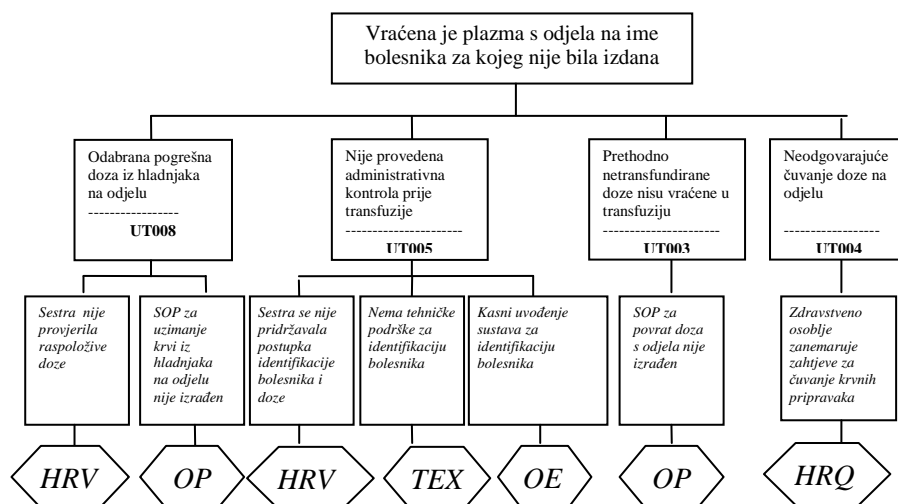 Vraćena je plazma s odjela na ime
bolesnika za kojeg nije bila izdana
Odabrana pogrešna
doza iz hladnjaka
na odjelu
-----------------
UT008
Nije provedena
administrativna
kontrola prije
transfuzije
----------------------
UT005
Prethodno
netransfundirane
doze nisu vraćene u
transfuziju
----------------------
UT003
Neodgovarajuće
čuvanje doze na
odjelu
------------------
UT004
Sestra nije
provjerila
raspoložive
doze
SOP za
uzimanje
krvi iz
hladnjaka
na odjelu
nije izrađen
Sestra se nije
pridržavala
postupka
identifikacije
bolesnika i
doze
Nema tehničke
podrške za
identifikaciju
bolesnika
Kasni uvođenje
sustava za
identifikaciju
bolesnika
SOP za
povrat doza
s odjela nije
izrađen
Zdravstveno
osoblje
zanemaruje
zahtjeve za
čuvanje krvnih
pripravaka
HRV
OP
HRV
TEX
OE
OP
HRQ